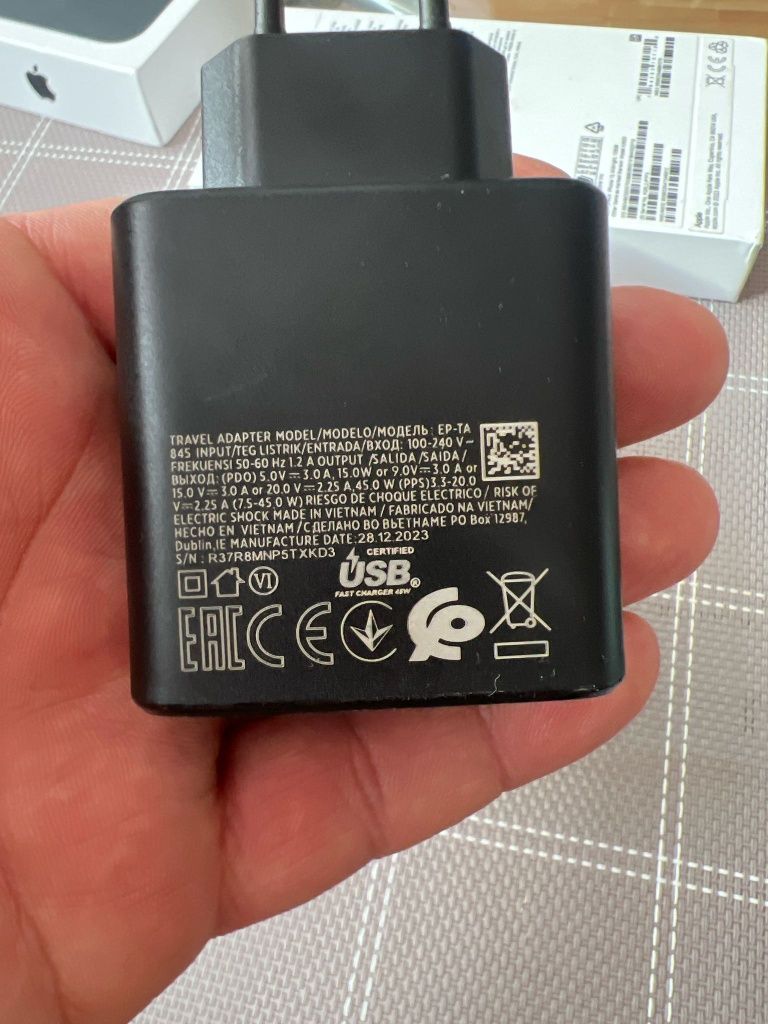 TRAVEL ADAPTER MODEL/MODELO/МОДЕЛЬ: EP-TA
845 INPUT/TEG LISTRIK/ENTRADA/ВХОД: 100-240 V~
FREKUENSI 50-60 Hz 1.2 A OUTPUT /SALIDA /SAIDA/
ВЫХОД: (PDO) 5.0V⎓3.0 A, 15.0W or 9.0V⎓3.0 A or
15.0 V⎓3.0 A or 20.0 V⎓2.25 A,45.0 W (PPS)3.3-20.0
V⎓2.25 A (7.5-45.0 W) RIESGO DE CHOQUE ELECTRICO / RISK OF
ELECTRIC SHOCK MADE IN VIETNAM / FABRICADO NA VIETNAM/
HECHO EN VIETNAM /СДЕЛАНО ВО ВЬЕТНАМЕ PO Box 12987,
Dublin,IE MANUFACTURE DATE:28.12.2023
S/N : R37R8MNP5TXKD3
CERTIFIED
USB®
FAST CHARGER 45W
VI
EAC CE
Apple